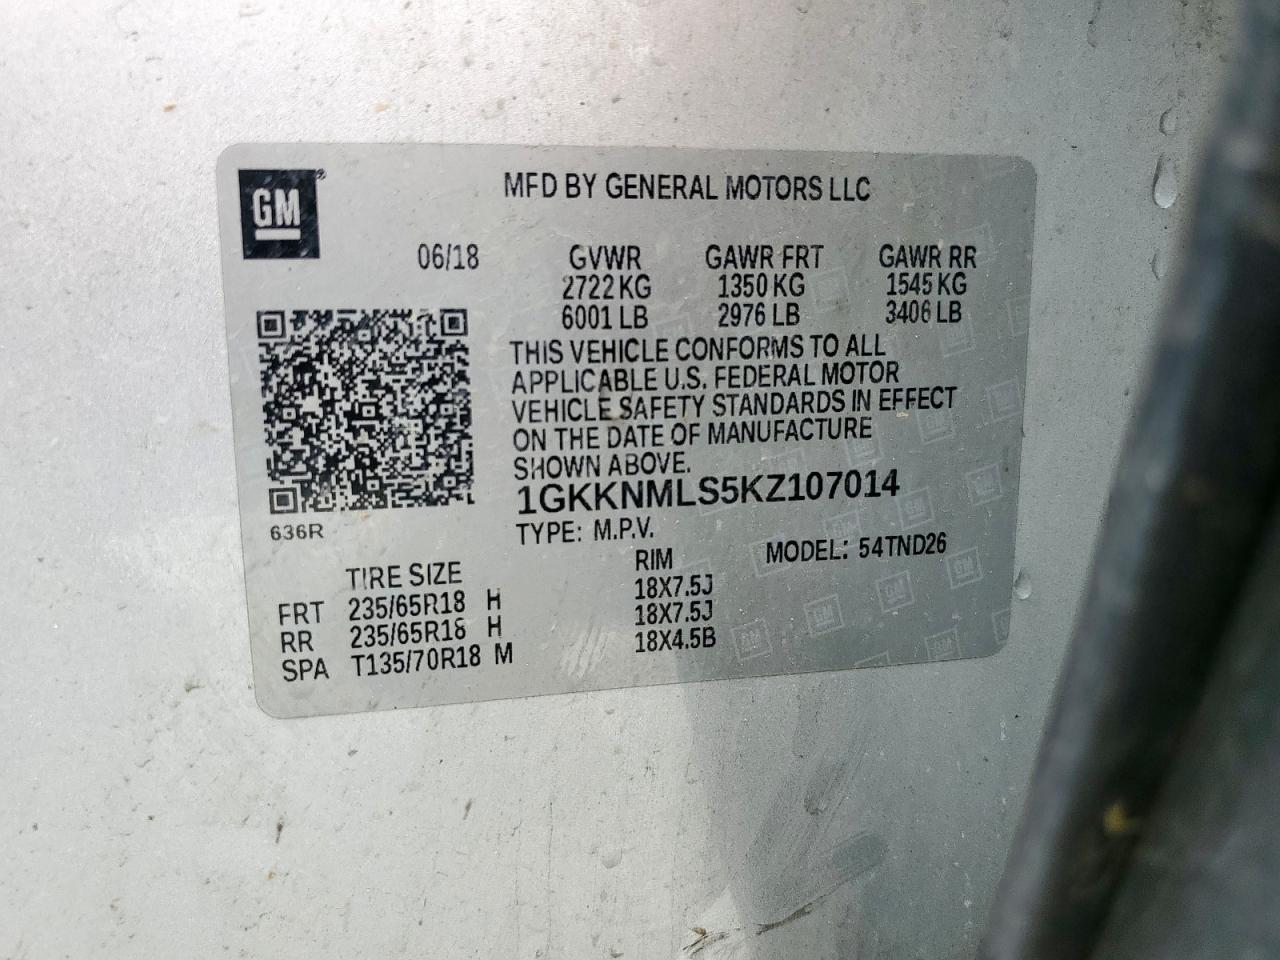 GM
MFD BY GENERAL MOTORS LLC
06/18 GVWR GAWR FRT GAWR RR
2722 KG 1350 KG 1545 KG
6001 LB 2976 LB 3406 LB
THIS VEHICLE CONFORMS TO ALL
APPLICABLE U.S. FEDERAL MOTOR
VEHICLE SAFETY STANDARDS IN EFFECT
ON THE DATE OF MANUFACTURE
SHOWN ABOVE.
1GKKNMLS5KZ107014
636R
TYPE: M.P.V. MODEL: 54TND26
TIRE SIZE RIM
FRT 235/65R18 H 18X7.5J
RR 235/65R18 H 18X7.5J
SPA T135/70R18 M 18X4.5B